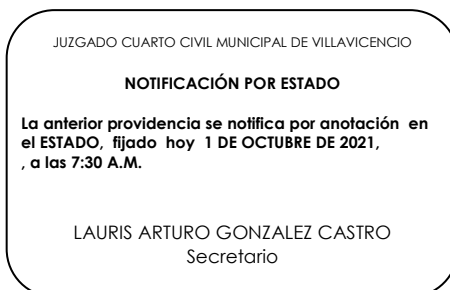 JUZGADO CUARTO CIVIL MUNICIPAL DE VILLAVICENCIO
NOTIFICACIÓN POR ESTADO
La anterior providencia se notifica por anotación en
el ESTADO, fijado hoy 1 DE OCTUBRE DE 2021,
, a las 7:30 A.M.
LAURIS ARTURO GONZALEZ CASTRO
Secretario